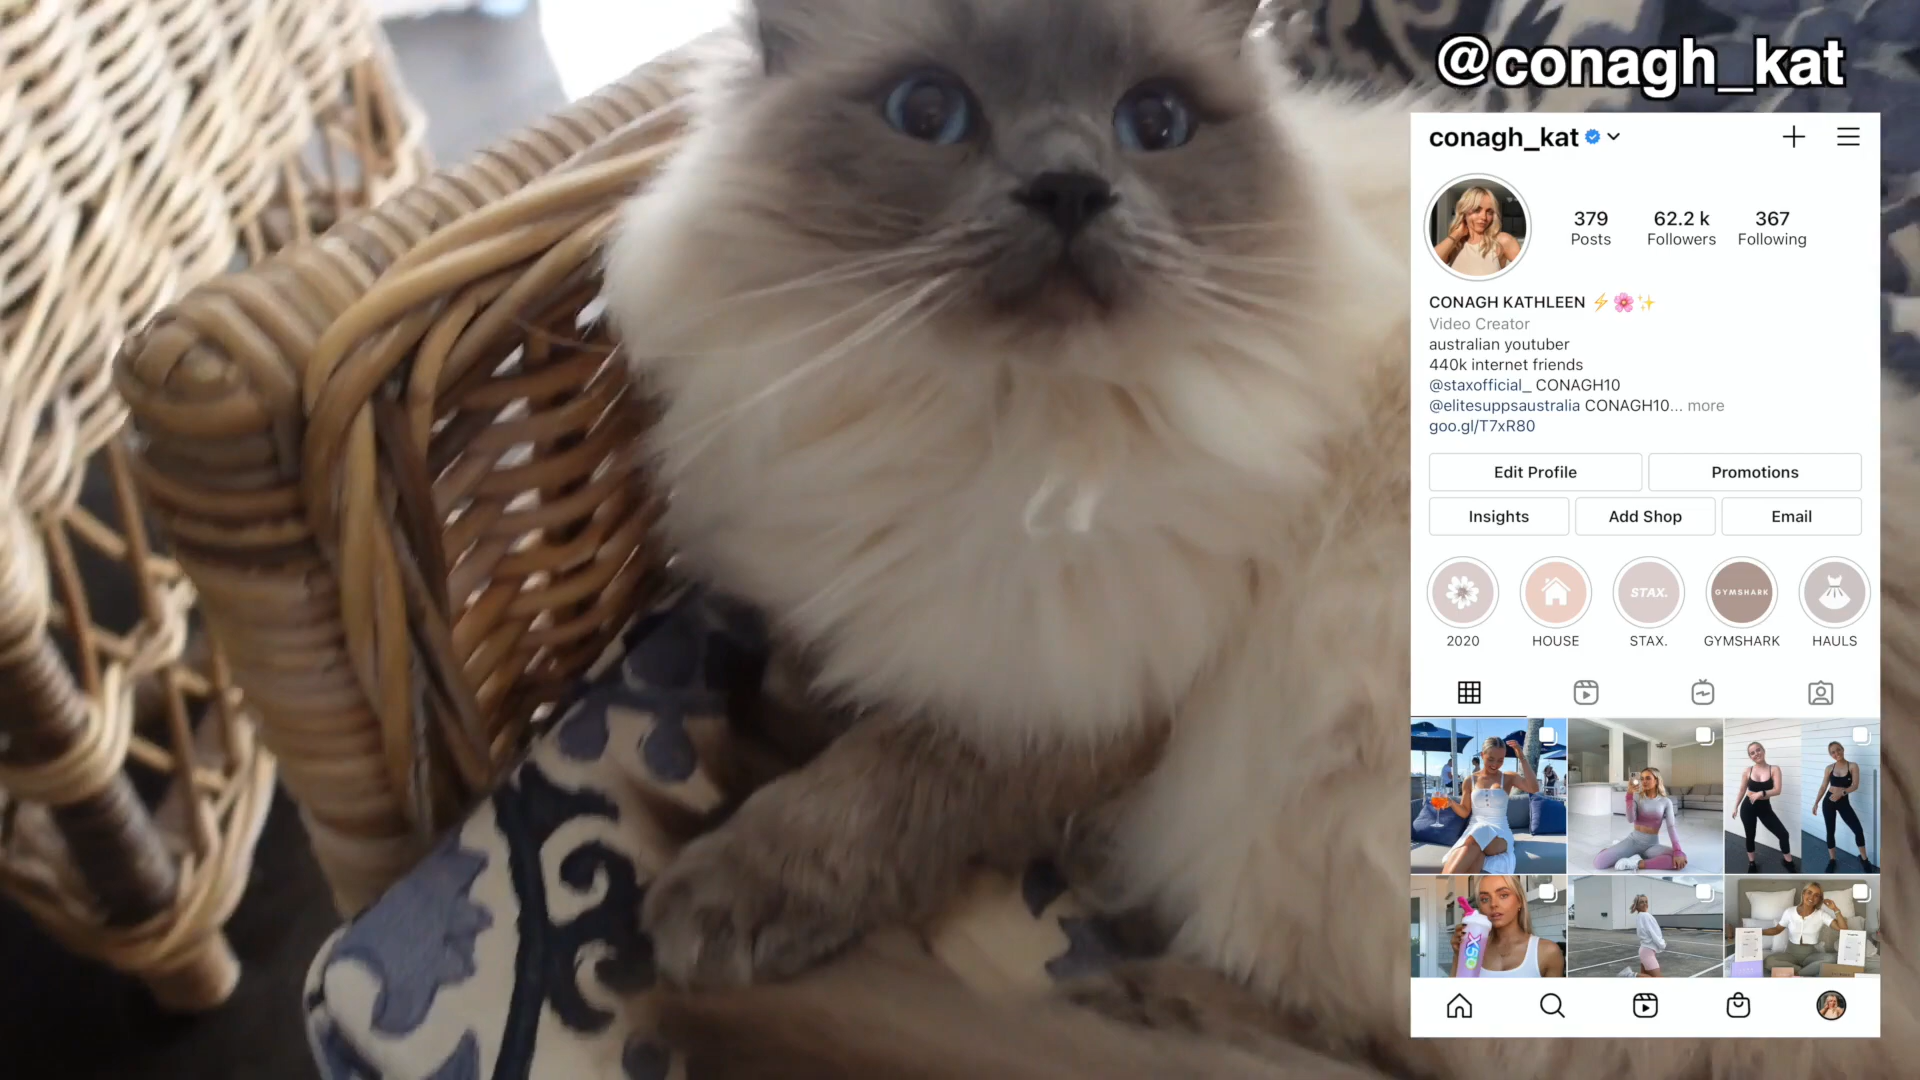 @conagh_kat
conagh_kat
379 62.2 k 367
Posts Followers Following
CONAGH KATHLEEN ⚡🌸✨
Video Creator
australian youtuber
440k internet friends
@staxofficial_ CONAGH10
@elitesuppsaustralia CONAGH10... more
goo.gl/T7xR80
Edit Profile Promotions
Insights Add Shop Email
STAX. GYMSHARK
2020 HOUSE STAX. GYMSHARK HAULS
X50